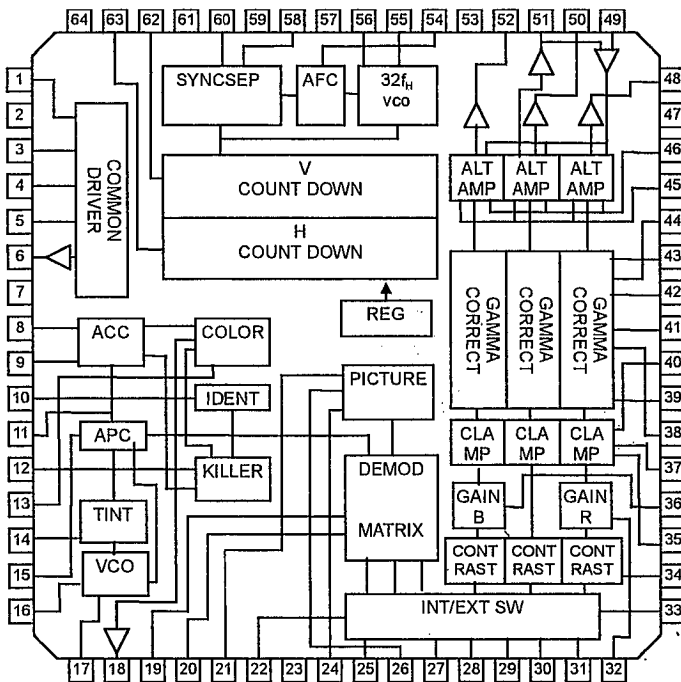 64 63 62 61 60 59 58 57 56 55 54 53 52 51 50 49
1
2
3
4
5
6
7
8
9
10
11
12
13
14
15
16
17 18 19 20 21 22 23 24 25 26 27 28 29 30 31 32
48
47
46
45
44
43
42
41
40
39
38
37
36
35
34
33
SYNCSEP
AFC
32fH
VCO
COMMON
DRIVER
V
COUNT DOWN
H
COUNT DOWN
REG
ALT
AMP
ALT
AMP
ALT
AMP
GAMMA
CORRECT
GAMMA
CORRECT
GAMMA
CORRECT
ACC
COLOR
IDENT
APC
KILLER
TINT
VCO
PICTURE
DEMOD
MATRIX
CLA
MP
CLA
MP
CLA
MP
GAIN
B
GAIN
R
CONT
RAST
CONT
RAST
CONT
RAST
INT/EXT SW